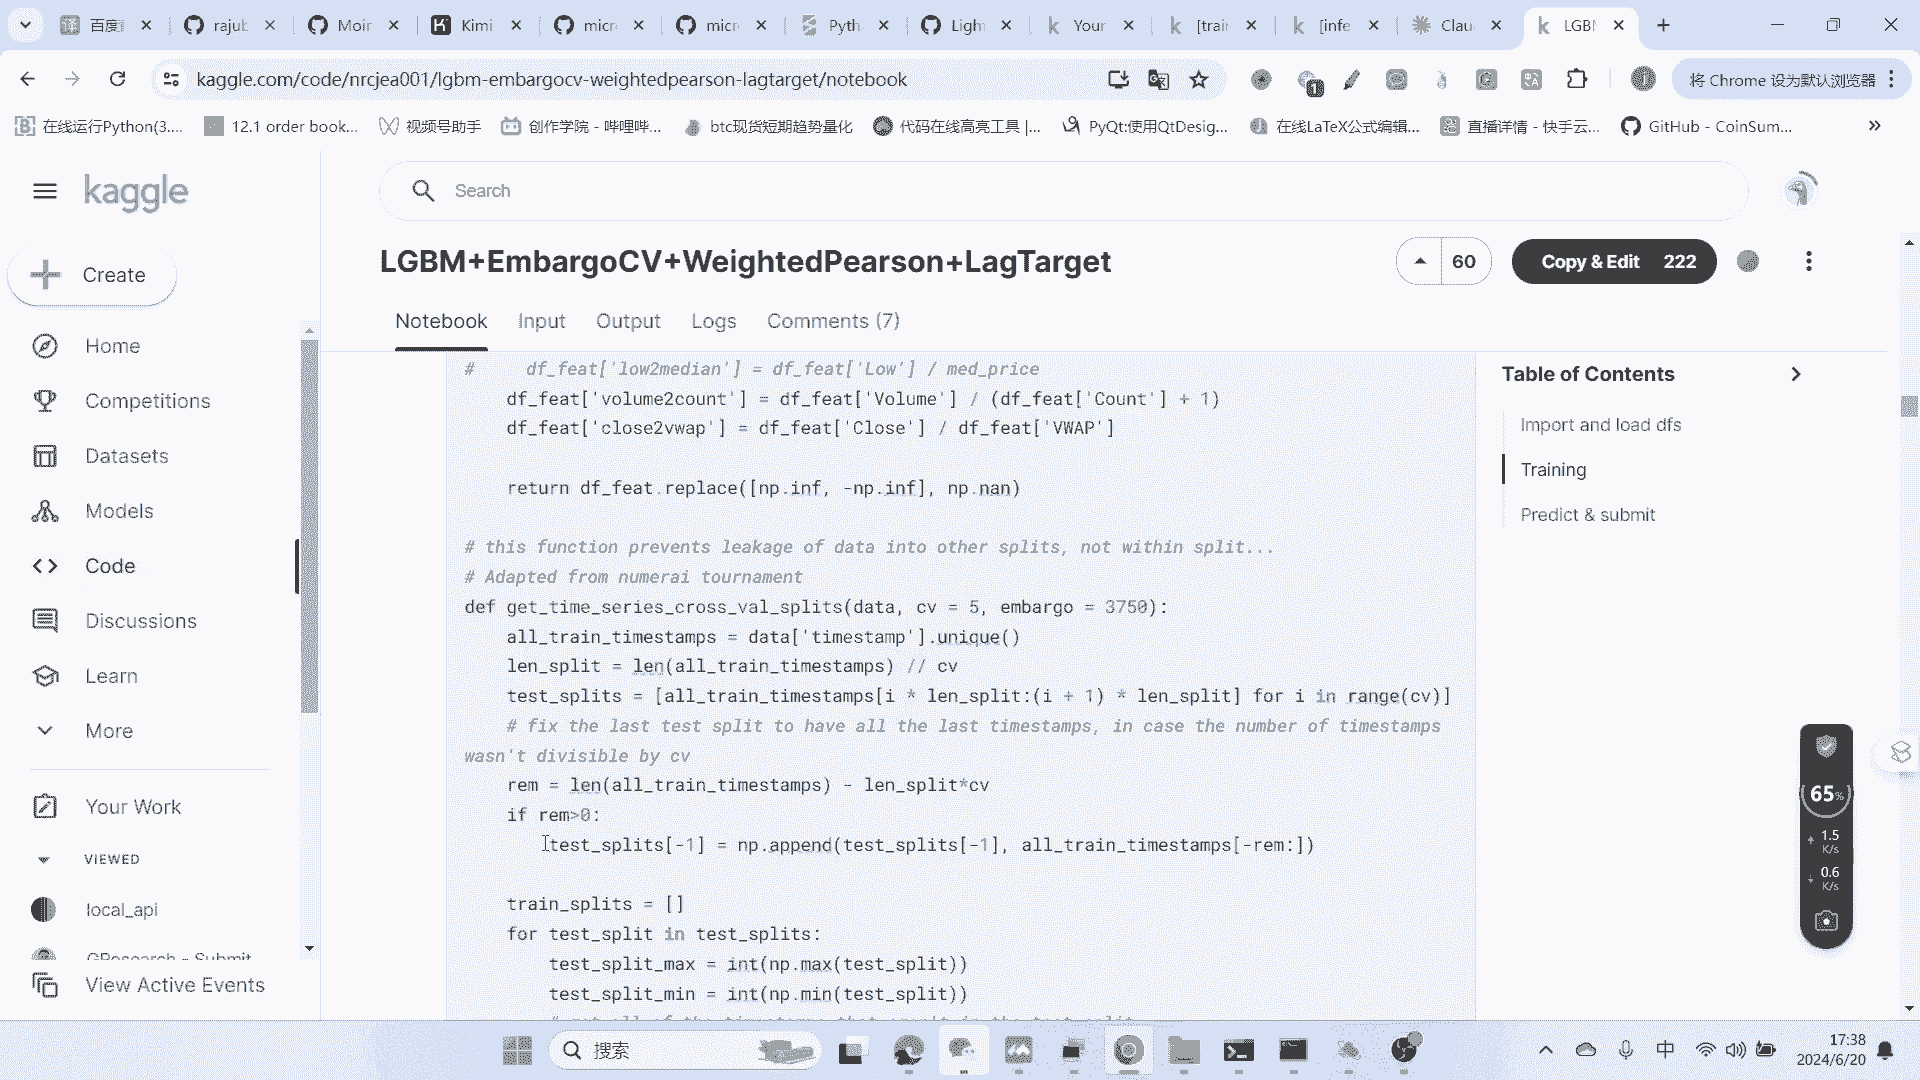 百度
rajub
Moir
Kimi
micr
micr
Pyth
Ligh
Your
[trair
[infe
Clau
LGB
kaggle.com/code/nrcjea001/lgbm-embargocv-weightedpearson-lagtarget/notebook
将 Chrome 设为默认浏览器
在线运行Python(3....
12.1 order book...
视频号助手
创作学院 - 哔哩哔...
btc现货短期趋势量化
代码在线高亮工具 |...
PyQt:使用QtDesig...
在线LaTeX公式编辑...
直播详情 - 快手云...
GitHub - CoinSum...
kaggle
Search
LGBM+EmbargoCV+WeightedPearson+LagTarget
60
Copy & Edit 222
Create
Notebook
Input
Output
Logs
Comments (7)
Home
Competitions
Datasets
Models
Code
Discussions
Learn
More
Your Work
VIEWED
local_api
GResearch - Submit
View Active Events
#     df_feat['low2median'] = df_feat['Low'] / med_price
df_feat['volume2count'] = df_feat['Volume'] / (df_feat['Count'] + 1)
df_feat['close2vwap'] = df_feat['Close'] / df_feat['VWAP']
return df_feat.replace([np.inf, -np.inf], np.nan)
# this function prevents leakage of data into other splits, not within split...
# Adapted from numerai tournament
def get_time_series_cross_val_splits(data, cv = 5, embargo = 3750):
all_train_timestamps = data['timestamp'].unique()
len_split = len(all_train_timestamps) // cv
test_splits = [all_train_timestamps[i * len_split:(i + 1) * len_split] for i in range(cv)]
# fix the last test split to have all the last timestamps, in case the number of timestamps
wasn't divisible by cv
rem = len(all_train_timestamps) - len_split*cv
if rem>0:
test_splits[-1] = np.append(test_splits[-1], all_train_timestamps[-rem:])
train_splits = []
for test_split in test_splits:
test_split_max = int(np.max(test_split))
test_split_min = int(np.min(test_split))
Table of Contents
Import and load dfs
Training
Predict & submit
65%
1.5
K/s
0.6
K/s
搜索
中
17:38
2024/6/20